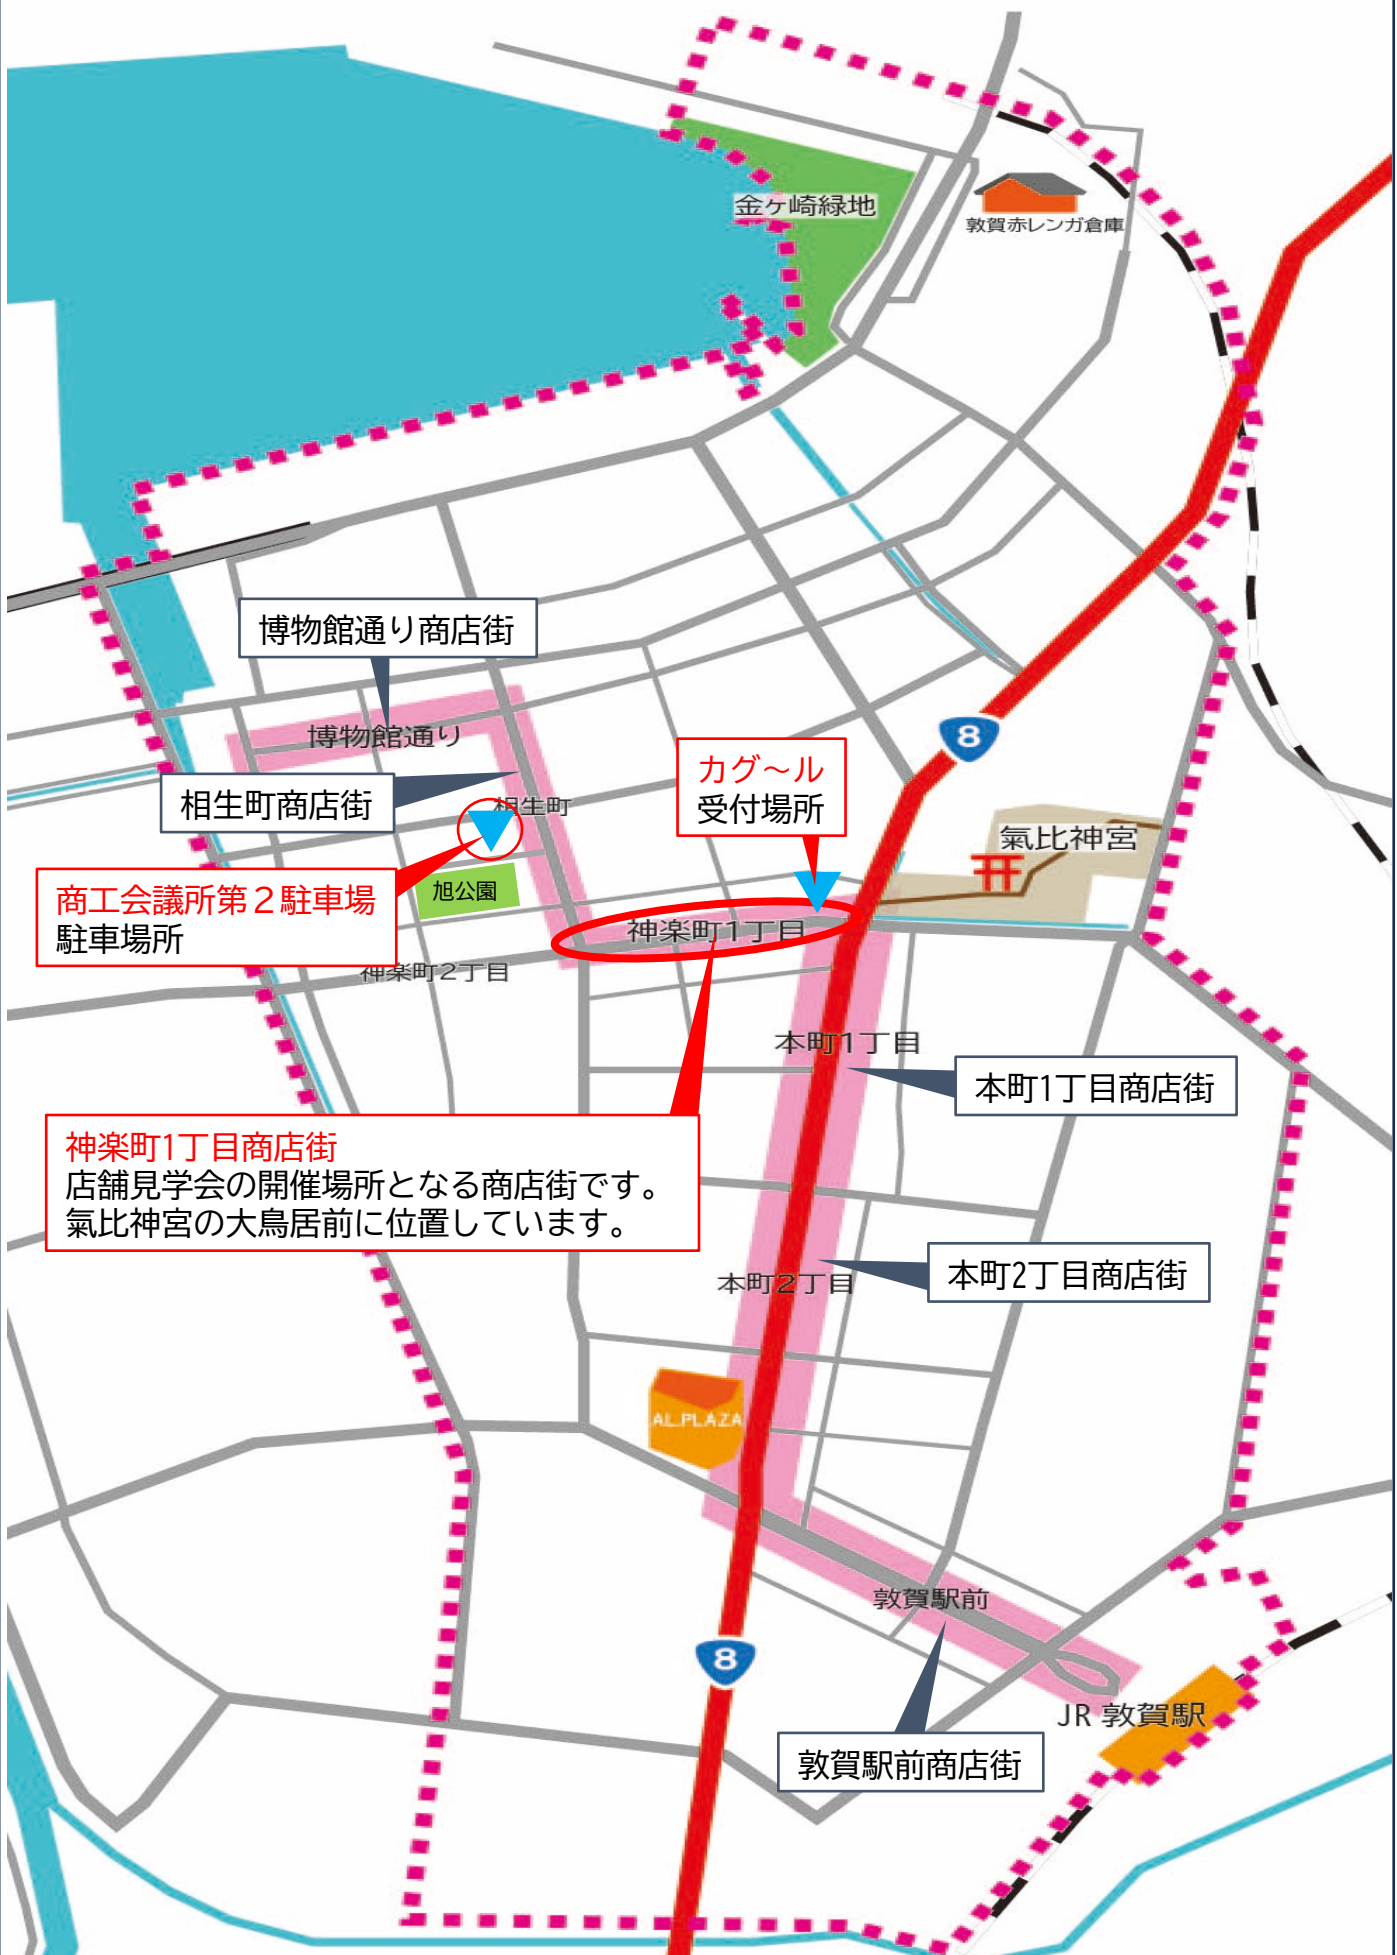 金ヶ崎緑地
敦賀赤レンガ倉庫
博物館通り商店街
博物館通り
8
カグ～ル
受付場所
相生町商店街
相生町
氣比神宮
商工会議所第２駐車場
駐車場所
旭公園
神楽町1丁目
神楽町2丁目
本町1丁目
本町1丁目商店街
神楽町1丁目商店街
店舗見学会の開催場所となる商店街です。
氣比神宮の大鳥居前に位置しています。
本町2丁目商店街
本町2丁目
AL.PLAZA
敦賀駅前
8
JR 敦賀駅
敦賀駅前商店街